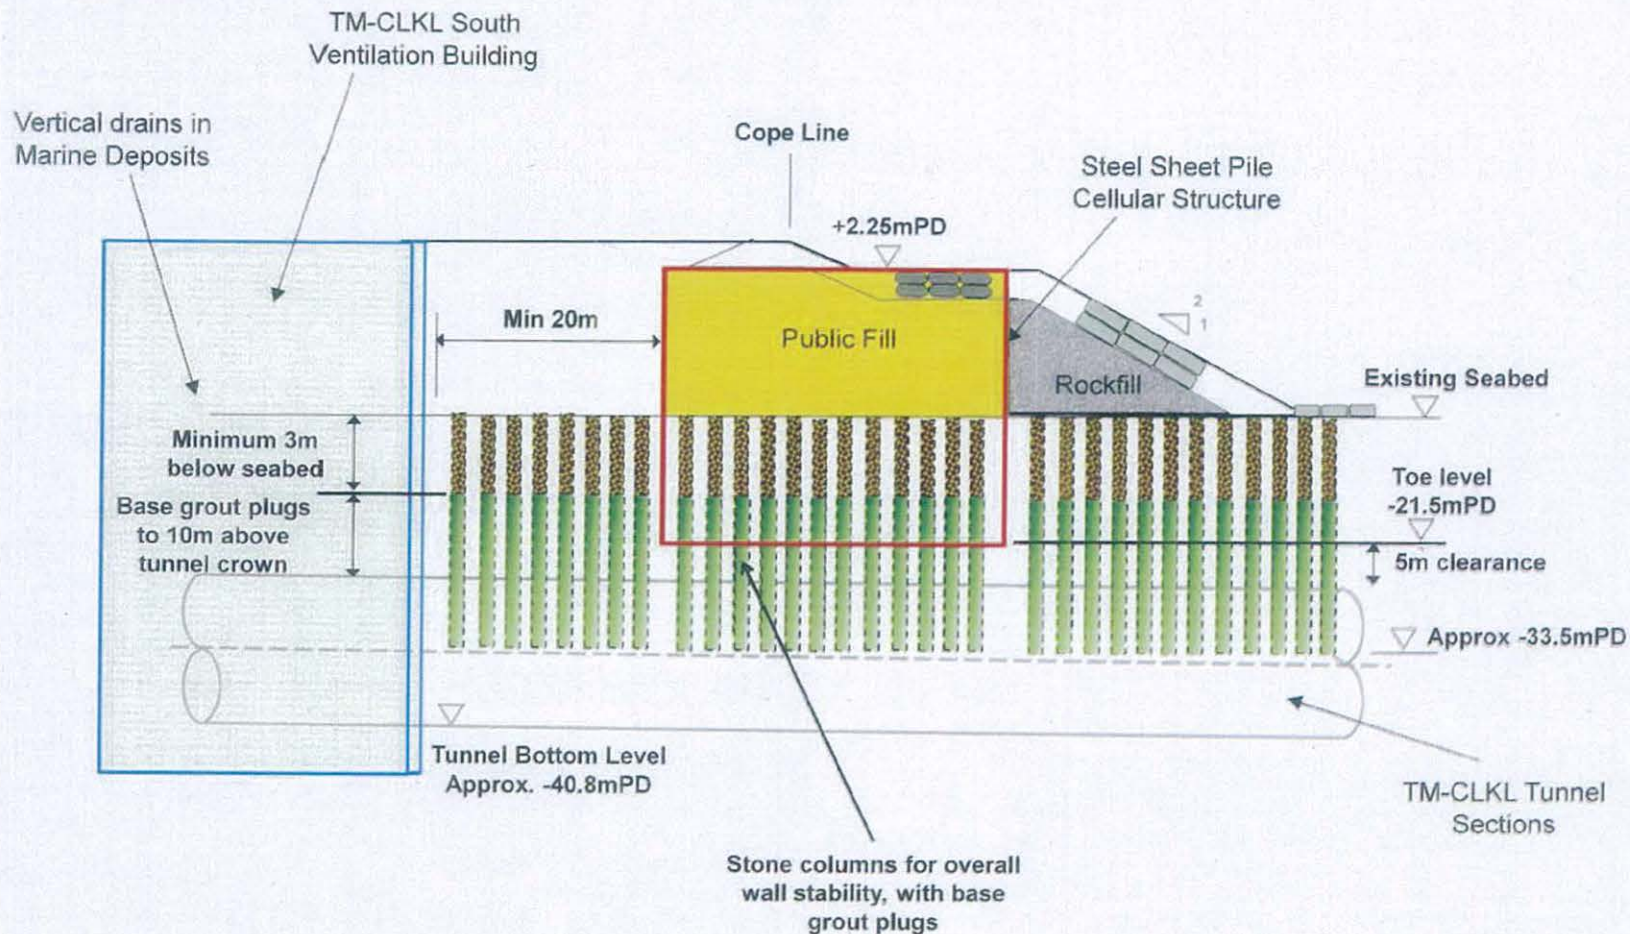 TM-CLKL South
Ventilation Building
Vertical drains in
Marine Deposits
Cope Line
Steel Sheet Pile
Cellular Structure
+2.25mPD
2
1
Min 20m
Public Fill
Rockfill
Existing Seabed
Minimum 3m
below seabed
Toe level
-21.5mPD
Base grout plugs
to 10m above
tunnel crown
5m clearance
Approx -33.5mPD
Tunnel Bottom Level
Approx. -40.8mPD
TM-CLKL Tunnel
Sections
Stone columns for overall
wall stability, with base
grout plugs